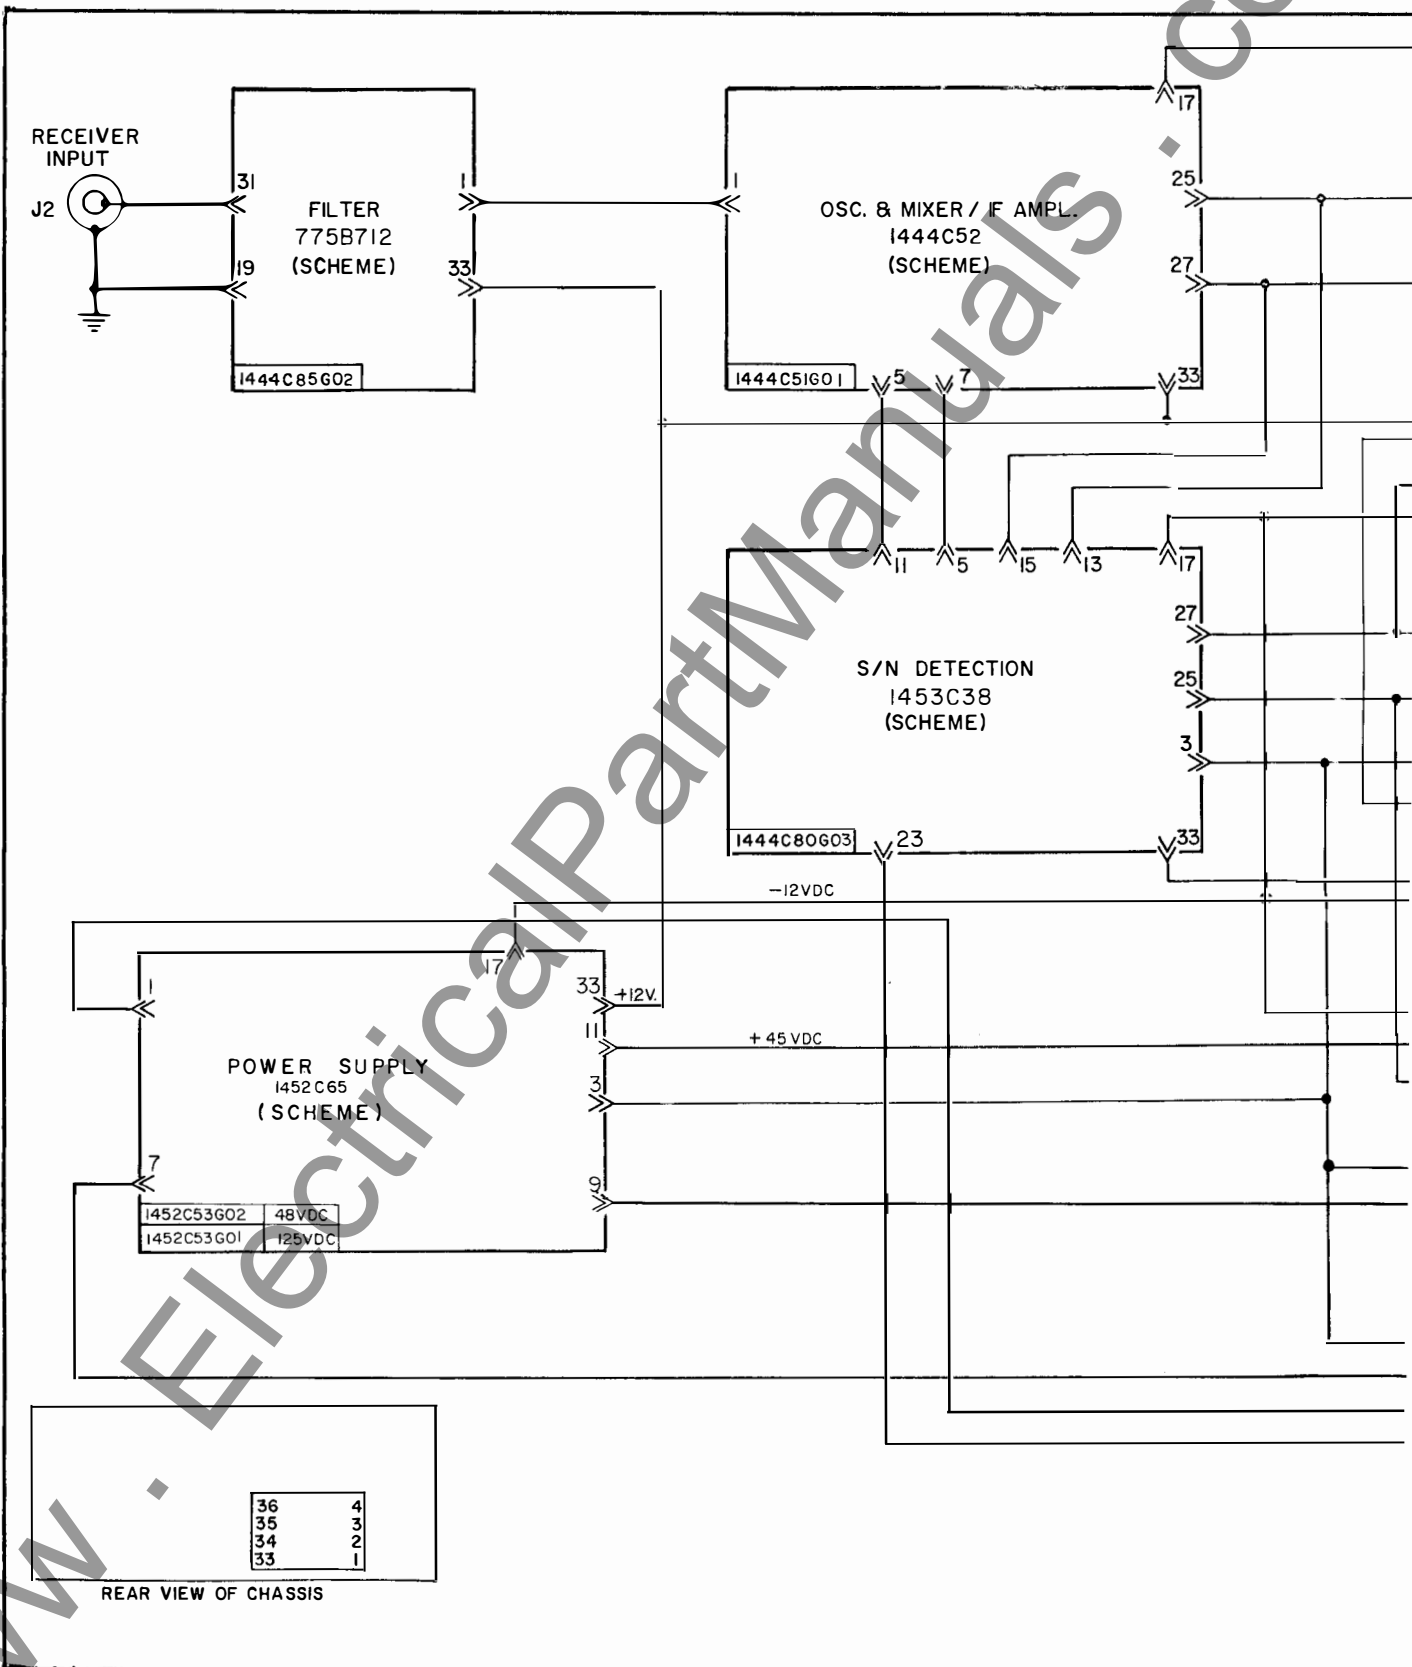 RECEIVER
INPUT
J2
31
19
FILTER
775B712
(SCHEME)
1
33
1444C85G02
1
OSC. & MIXER / IF AMPL.
1444C52
(SCHEME)
17
25
27
1444C51G01
5
7
33
11
5
15
13
17
27
25
3
S/N DETECTION
1453C38
(SCHEME)
1444C80G03
23
33
-12VDC
17
1
33
+12V.
11
+45VDC
POWER SUPPLY
1452C65
(SCHEME)
3
7
9
1452C53G02 48VDC
1452C53G01 125VDC
36 4
35 3
34 2
33 1
REAR VIEW OF CHASSIS
w . ElectricalPartManuals . co